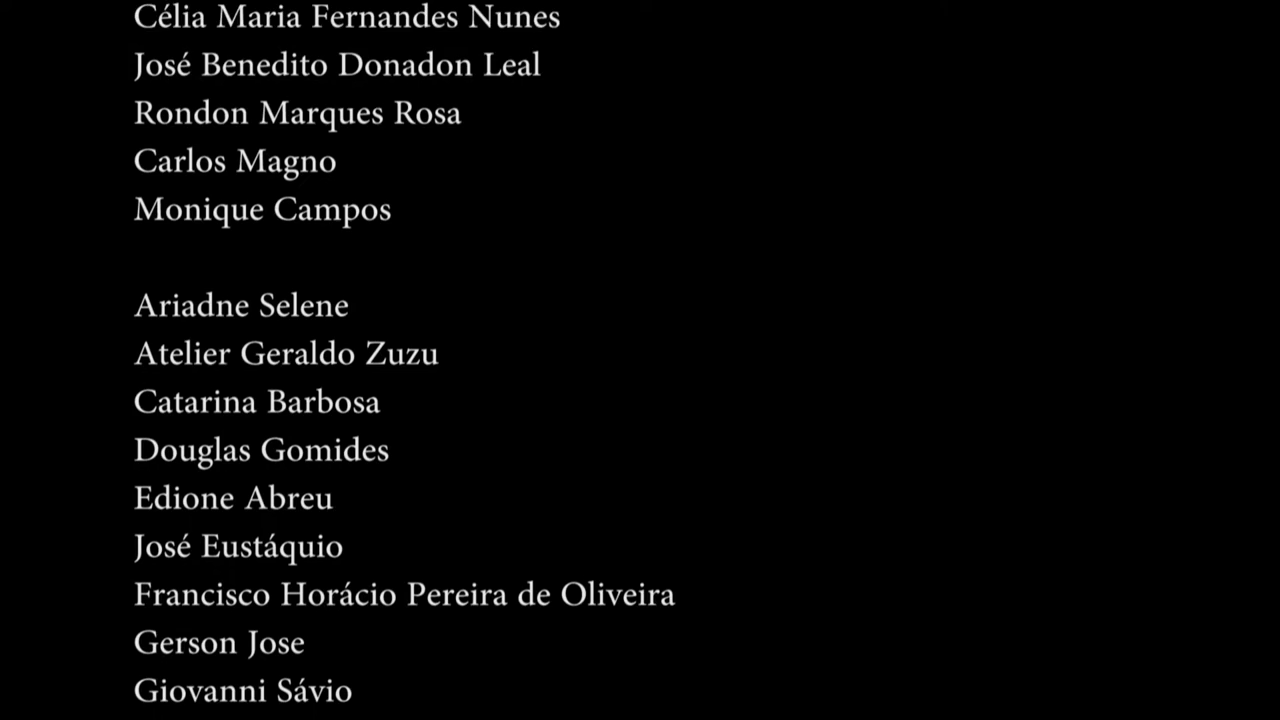 Célia Maria Fernandes Nunes
José Benedito Donadon Leal
Rondon Marques Rosa
Carlos Magno
Monique Campos
Ariadne Selene
Atelier Geraldo Zuzu
Catarina Barbosa
Douglas Gomides
Edione Abreu
José Eustáquio
Francisco Horácio Pereira de Oliveira
Gerson Jose
Giovanni Sávio